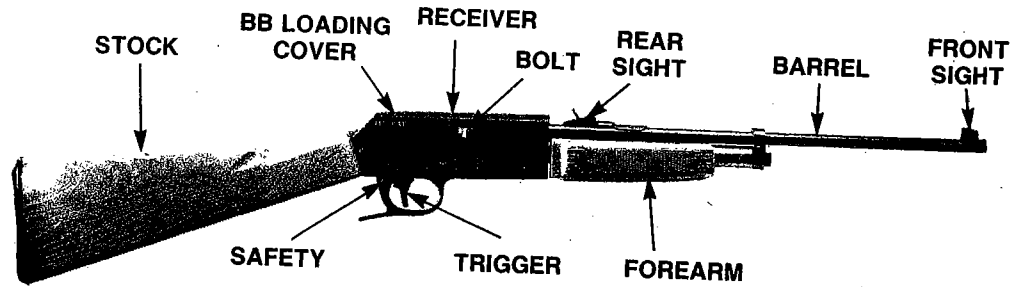 STOCK
BB LOADING
COVER
RECEIVER
BOLT
REAR
SIGHT
BARREL
FRONT
SIGHT
SAFETY
TRIGGER
FOREARM